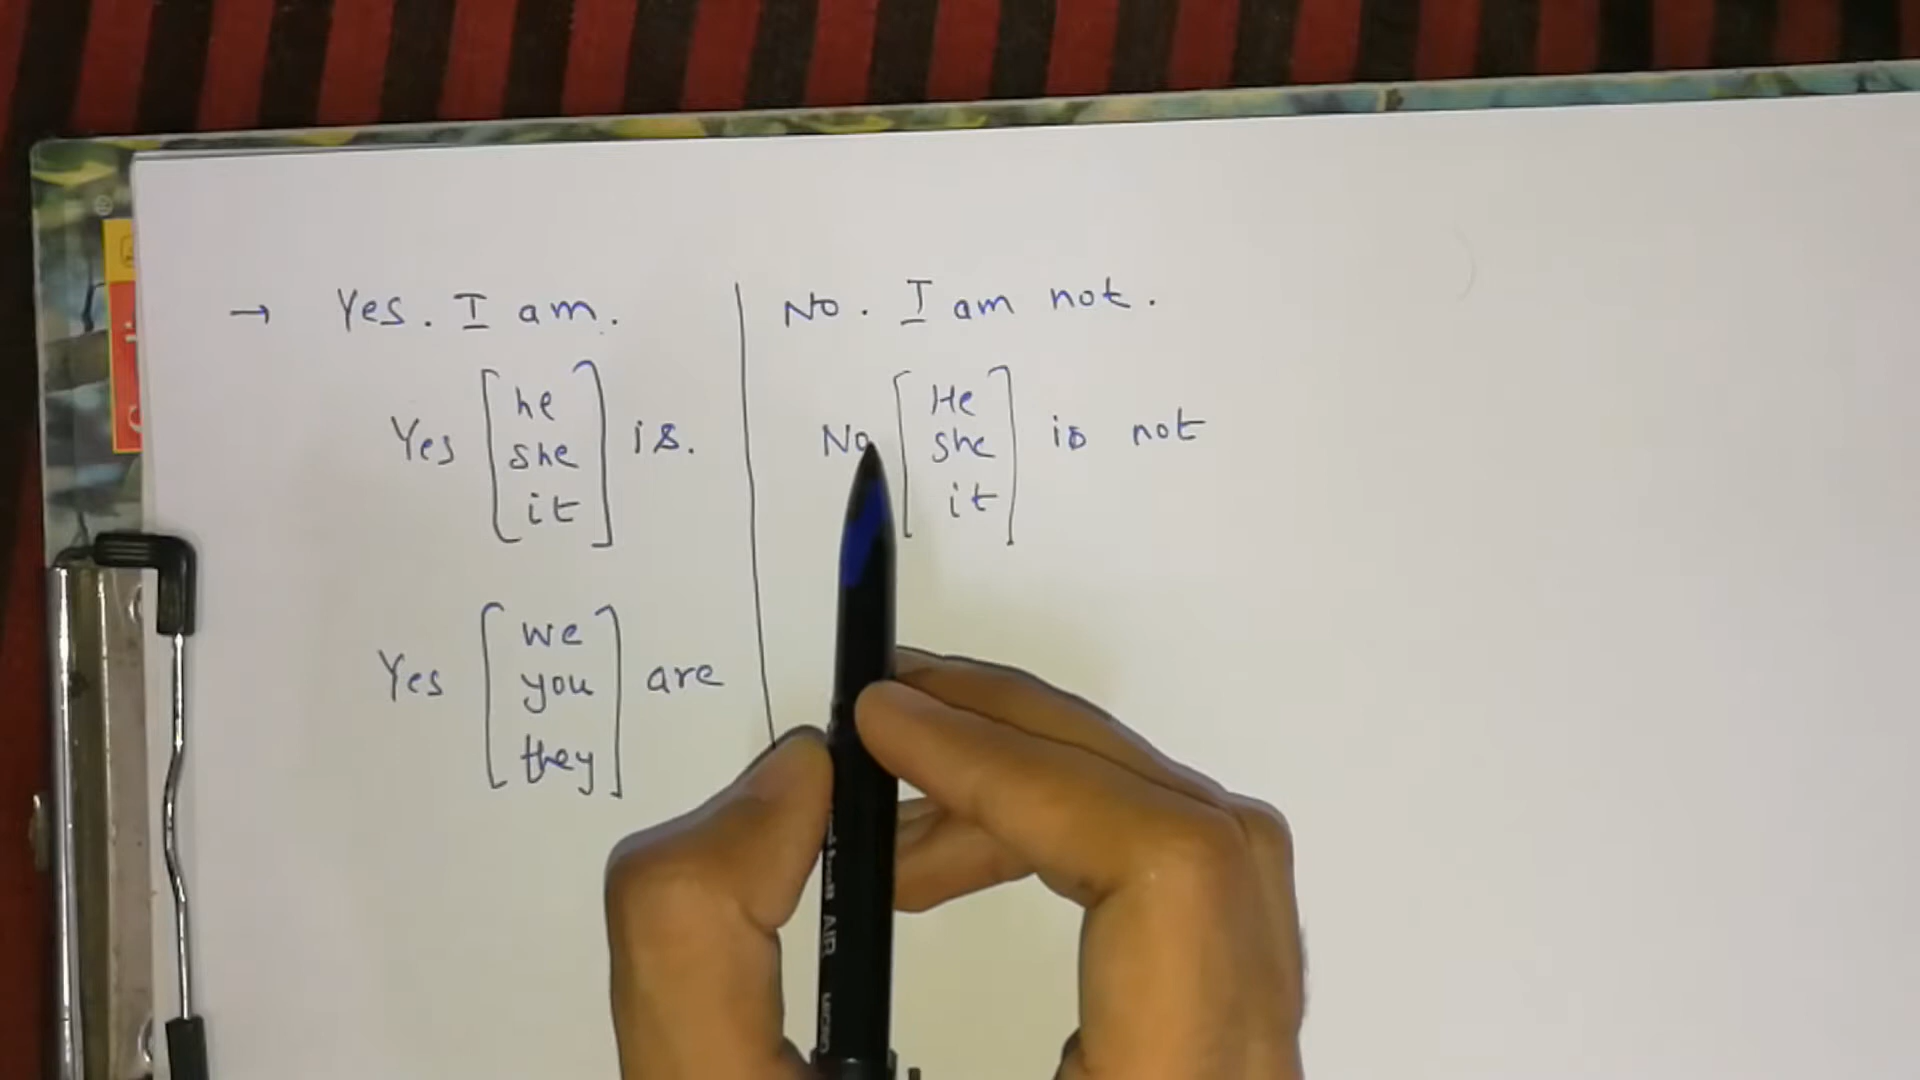 → Yes. I am.
Yes [he she it] is.
Yes [we you they] are
No. I am not.
No [He she it] is not
AIR